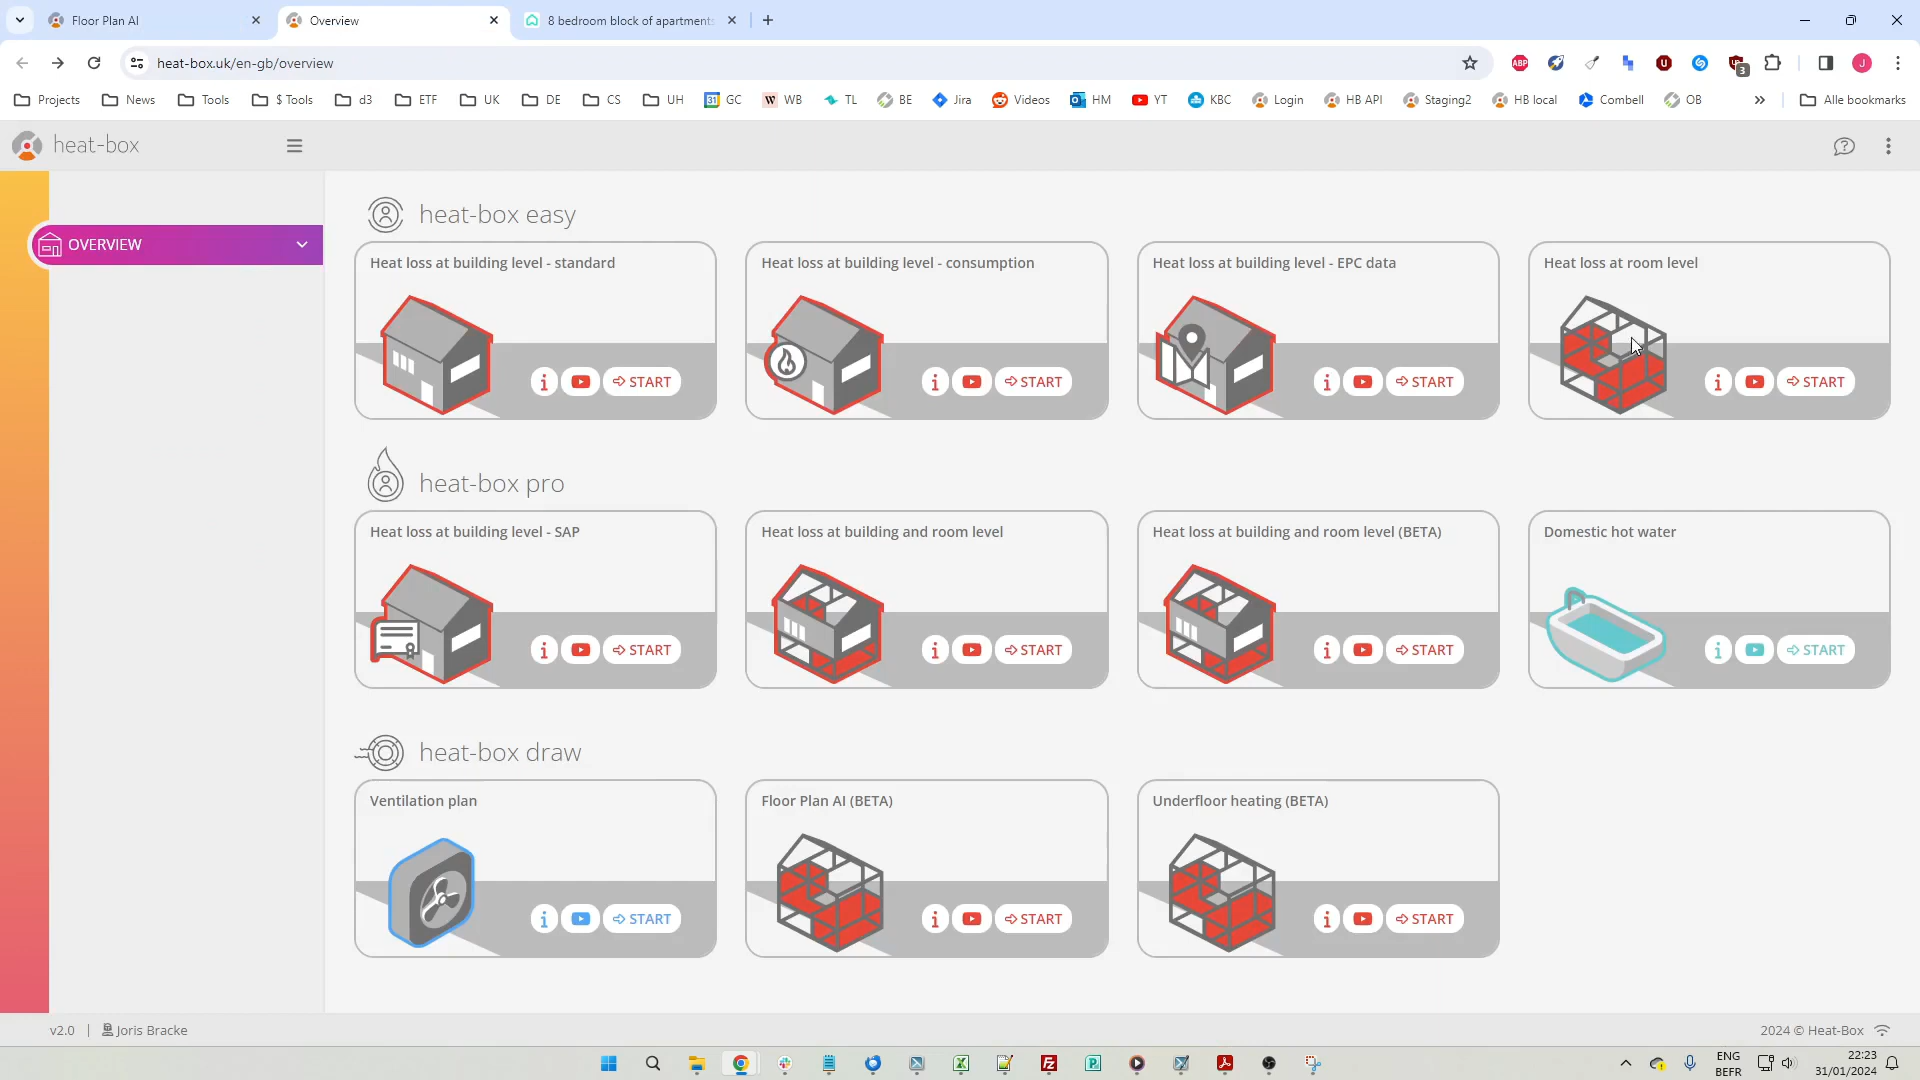 Floor Plan AI
Overview
8 bedroom block of apartments
heat-box.uk/en-gb/overview
Projects
News
Tools
$ Tools
d3
ETF
UK
DE
CS
UH
GC
WB
TL
BE
Jira
Videos
HM
YT
KBC
Login
HB API
Staging2
HB local
Combell
OB
Alle bookmarks
heat-box
OVERVIEW
heat-box easy
Heat loss at building level - standard
START
Heat loss at building level - consumption
START
Heat loss at building level - EPC data
START
Heat loss at room level
START
heat-box pro
Heat loss at building level - SAP
START
Heat loss at building and room level
START
Heat loss at building and room level (BETA)
START
Domestic hot water
START
heat-box draw
Ventilation plan
START
Floor Plan AI (BETA)
START
Underfloor heating (BETA)
START
v2.0 | Joris Bracke
2024 © Heat-Box
ENG
BEFR
22:23
31/01/2024